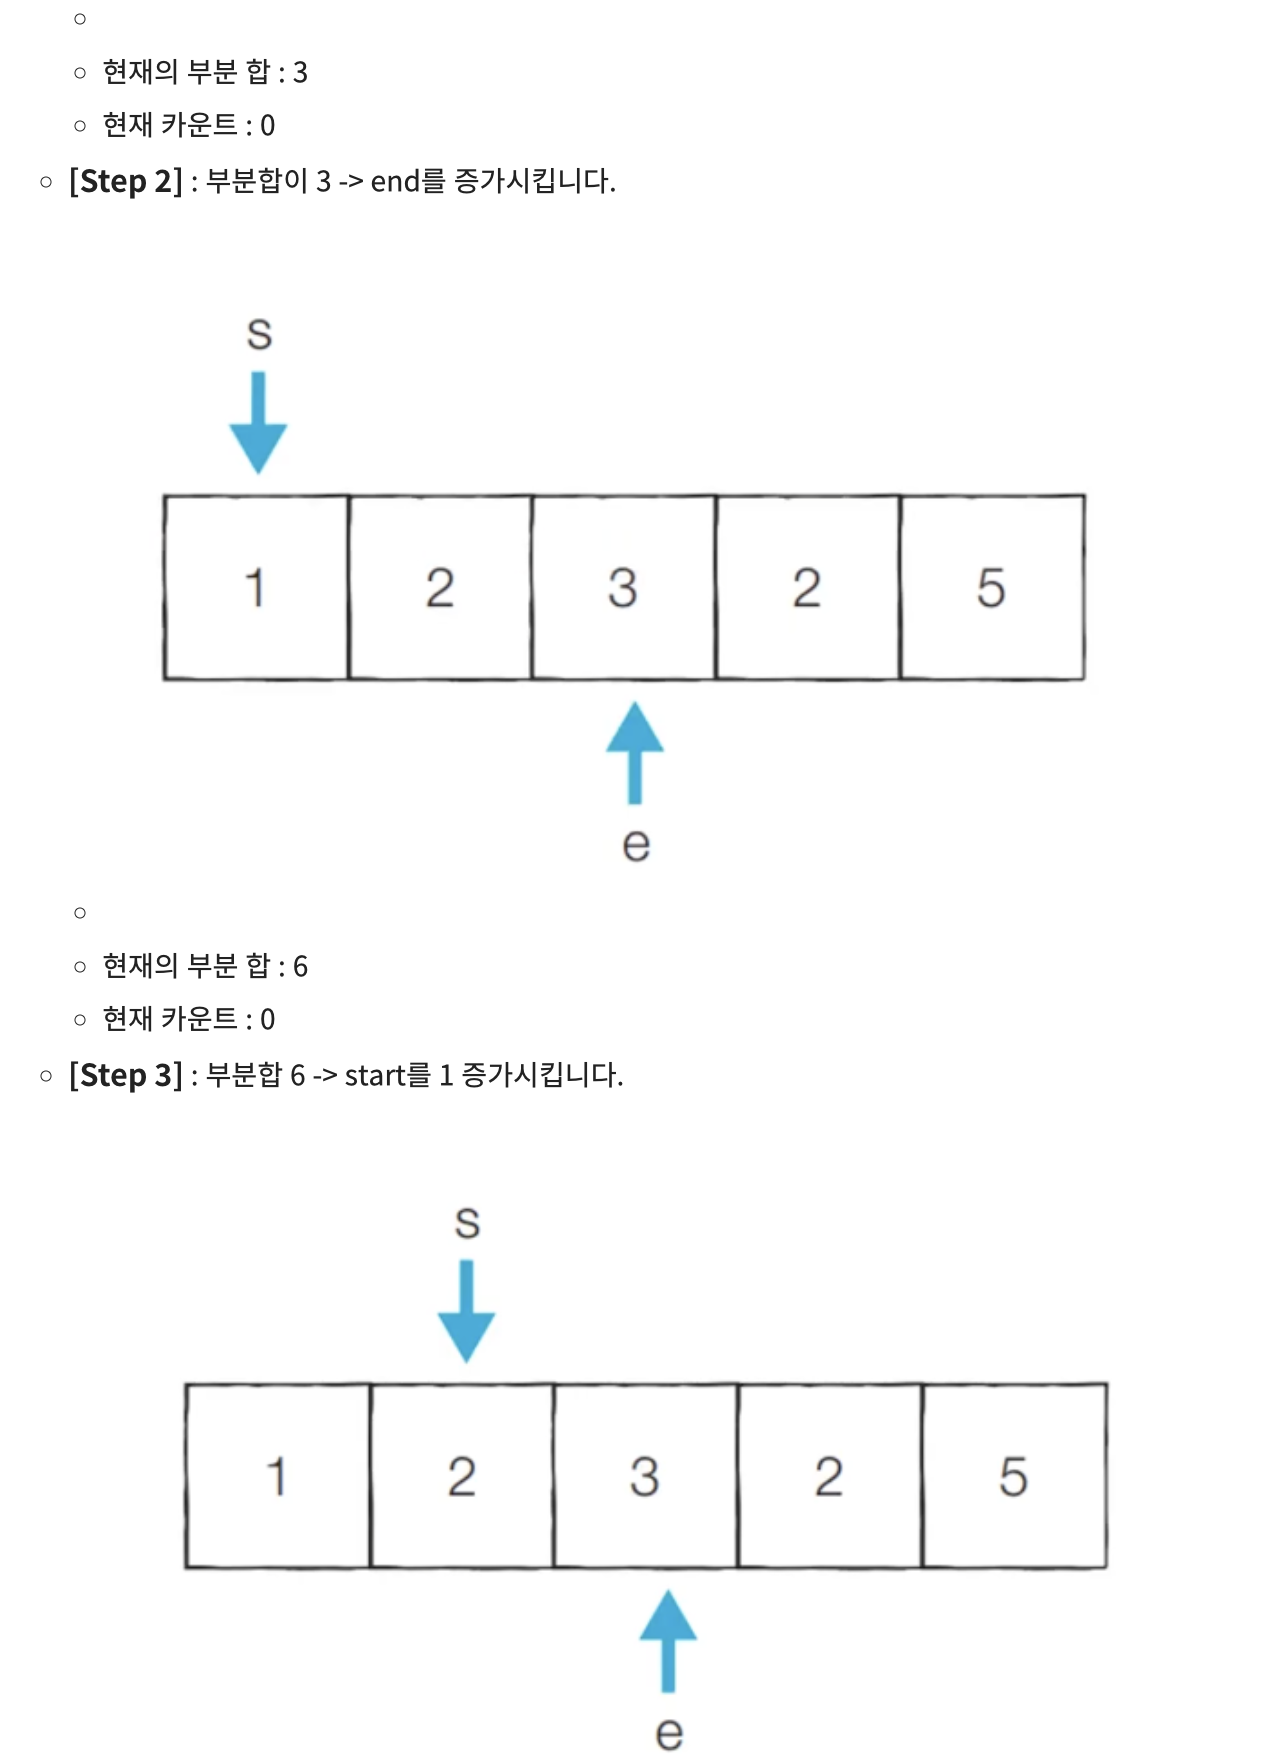 현재의 부분 합 : 3
현재 카운트 : 0
[Step 2] : 부분합이 3 -> end를 증가시킵니다.
s
1 2 3 2 5
e
현재의 부분 합 : 6
현재 카운트 : 0
[Step 3] : 부분합 6 -> start를 1 증가시킵니다.
s
1 2 3 2 5
e